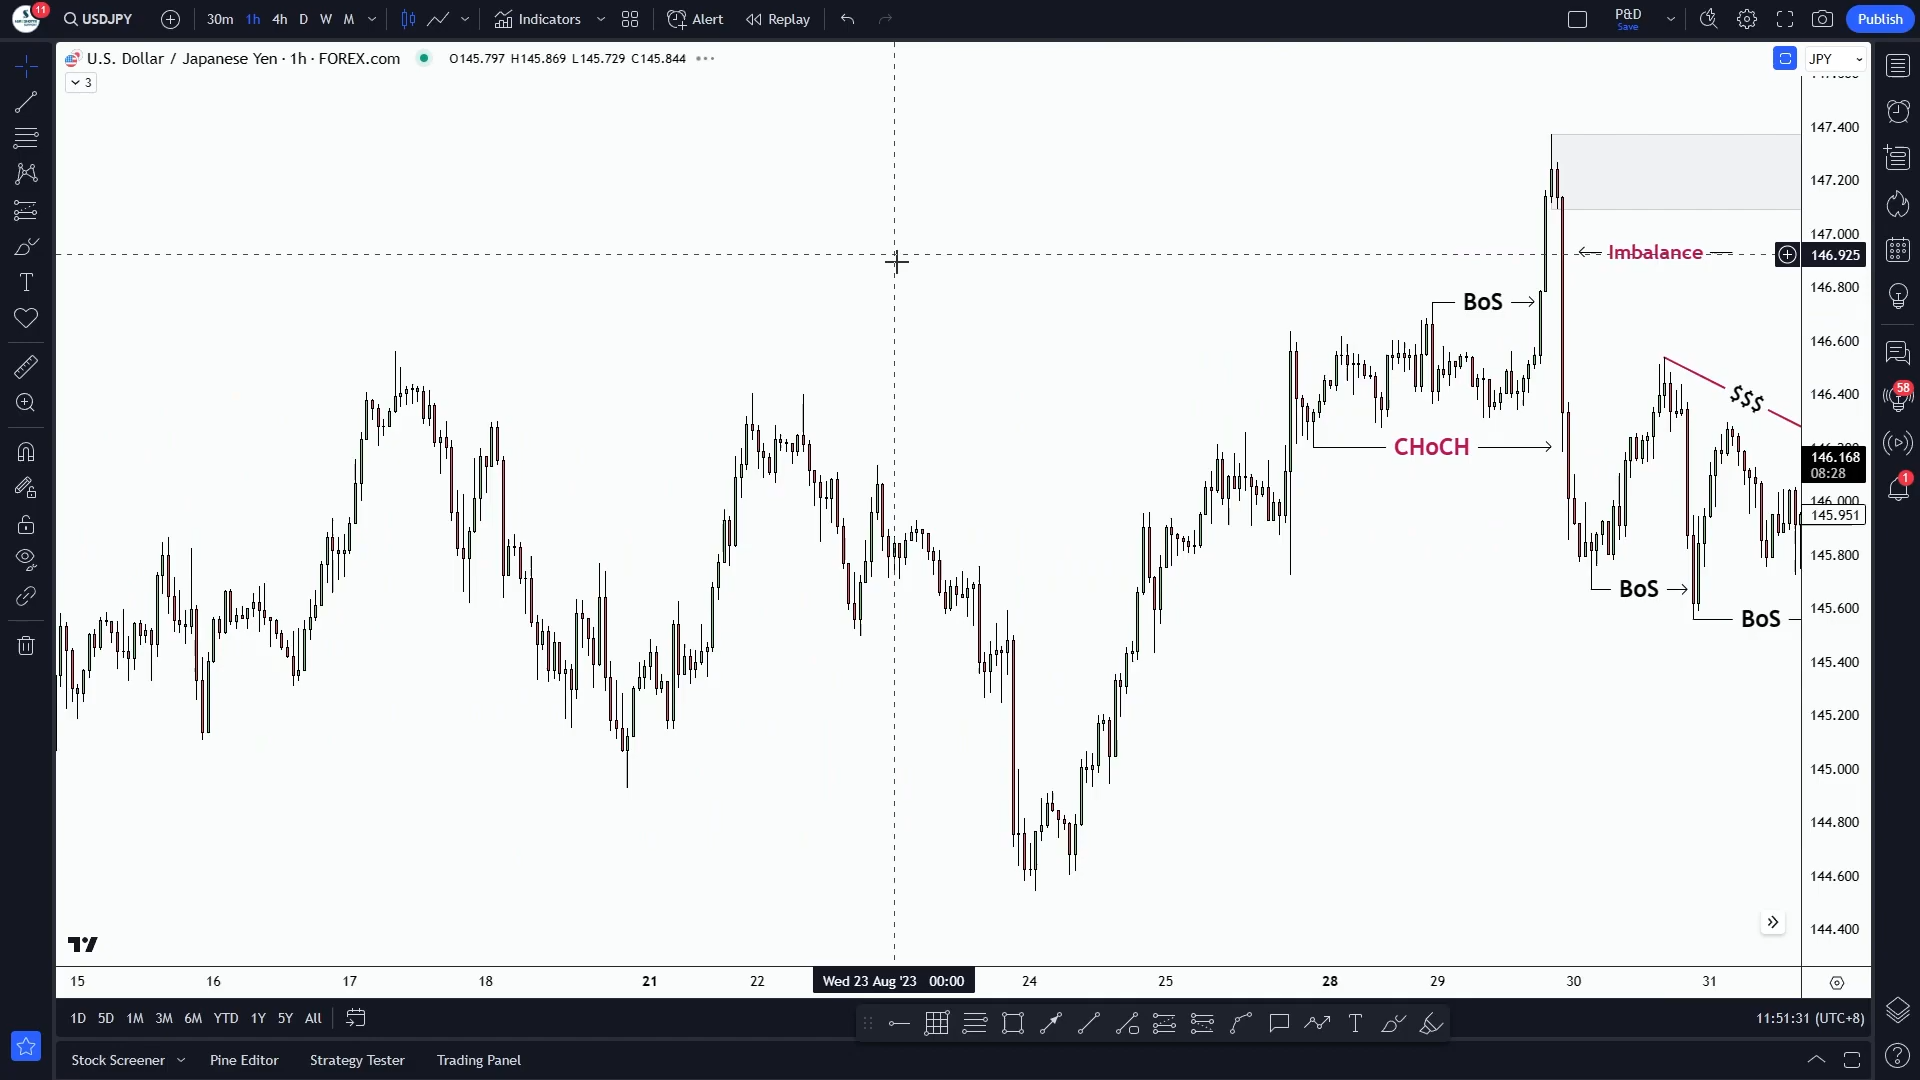 11
USDJPY
30m 1h 4h D W M
Indicators
Alert
Replay
P&D
Save
Publish
U.S. Dollar / Japanese Yen · 1h · FOREX.com O145.797 H145.869 L145.729 C145.844
JPY
3
147.400
147.200
147.000
Imbalance
146.925
146.800
BoS
146.600
146.400
$$$
CHoCH
146.168
08:28
146.000
145.951
145.800
BoS
145.600
BoS
145.400
145.200
145.000
144.800
144.600
144.400
58
1
15 16 17 18 21 22 Wed 23 Aug '23 00:00 24 25 28 29 30 31
1D 5D 1M 3M 6M YTD 1Y 5Y All
11:51:31 (UTC+8)
Stock Screener Pine Editor Strategy Tester Trading Panel